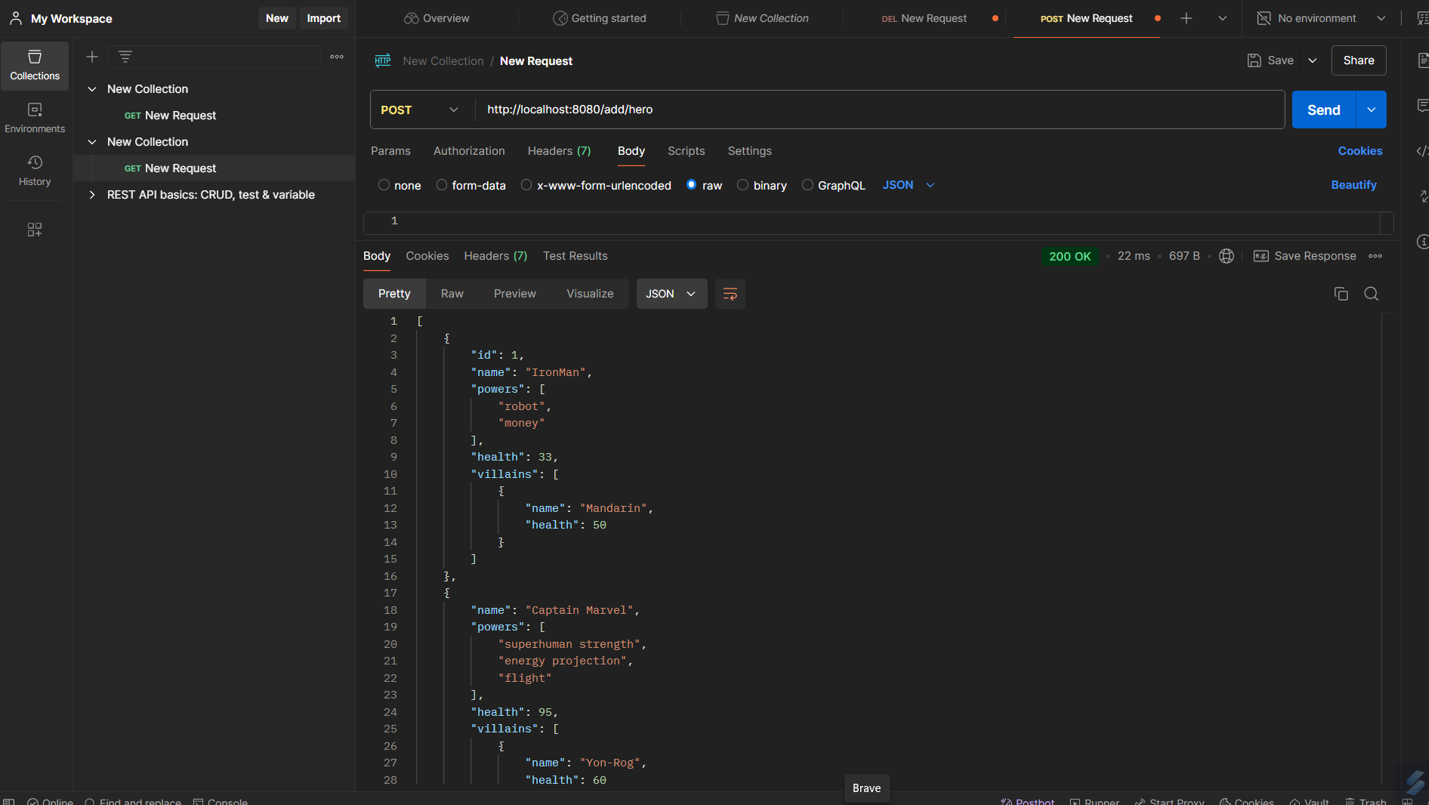 My Workspace New Import Overview Getting started New Collection DEL New Request POST New Request No environment
Collections
New Collection / New Request Save Share
New Collection
GET New Request
POST http://localhost:8080/add/hero Send
Environments
New Collection
Params Authorization Headers (7) Body Scripts Settings Cookies
GET New Request
History
none form-data x-www-form-urlencoded raw binary GraphQL JSON Beautify
REST API basics: CRUD, test & variable
1
Body Cookies Headers (7) Test Results 200 OK 22 ms 697 B e.g. Save Response
Pretty Raw Preview Visualize JSON
1 [
2 {
3 "id": 1,
4 "name": "IronMan",
5 "powers": [
6 "robot",
7 "money"
8 ],
9 "health": 33,
10 "villains": [
11 {
12 "name": "Mandarin",
13 "health": 50
14 }
15 ]
16 },
17 {
18 "name": "Captain Marvel",
19 "powers": [
20 "superhuman strength",
21 "energy projection",
22 "flight"
23 ],
24 "health": 95,
25 "villains": [
26 {
27 "name": "Yon-Rog",
28 "health": 60
Brave
Online Find and replace Console Postbot Runner Start Proxy Cookies Vault Trash